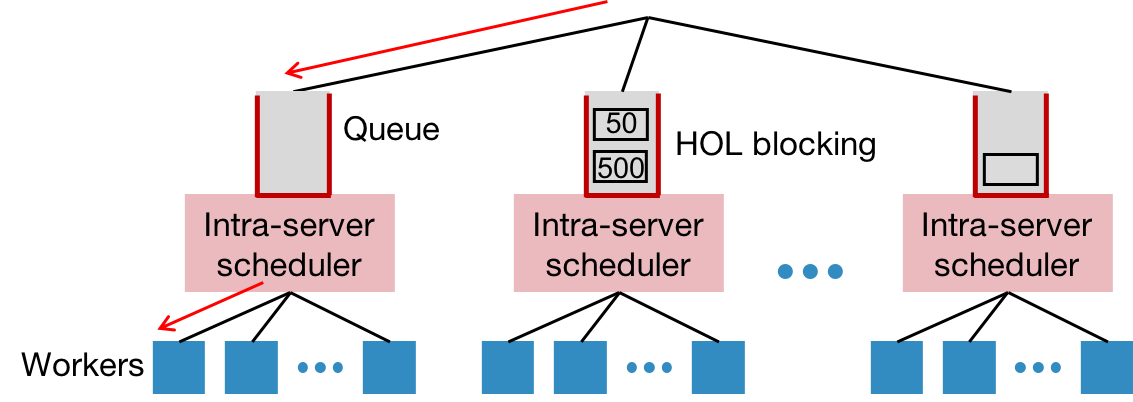 50
Queue
HOL blocking
500
Intra-server
scheduler
Intra-server
scheduler
Intra-server
scheduler
Workers